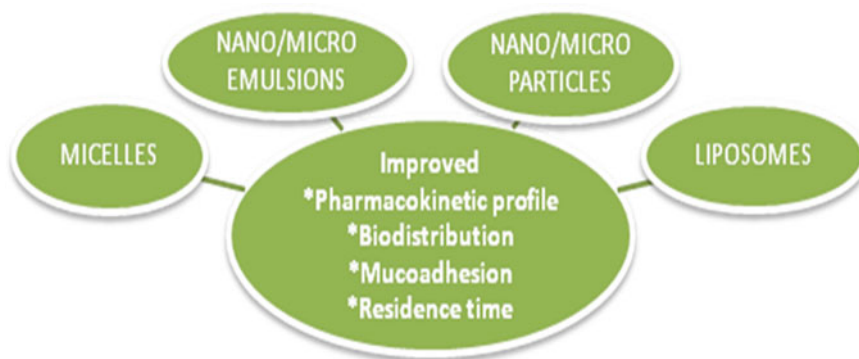 NANO/MICRO
EMULSIONS
NANO/MICRO
PARTICLES
MICELLES
LIPOSOMES
Improved
*Pharmacokinetic profile
*Biodistribution
*Mucoadhesion
*Residence time